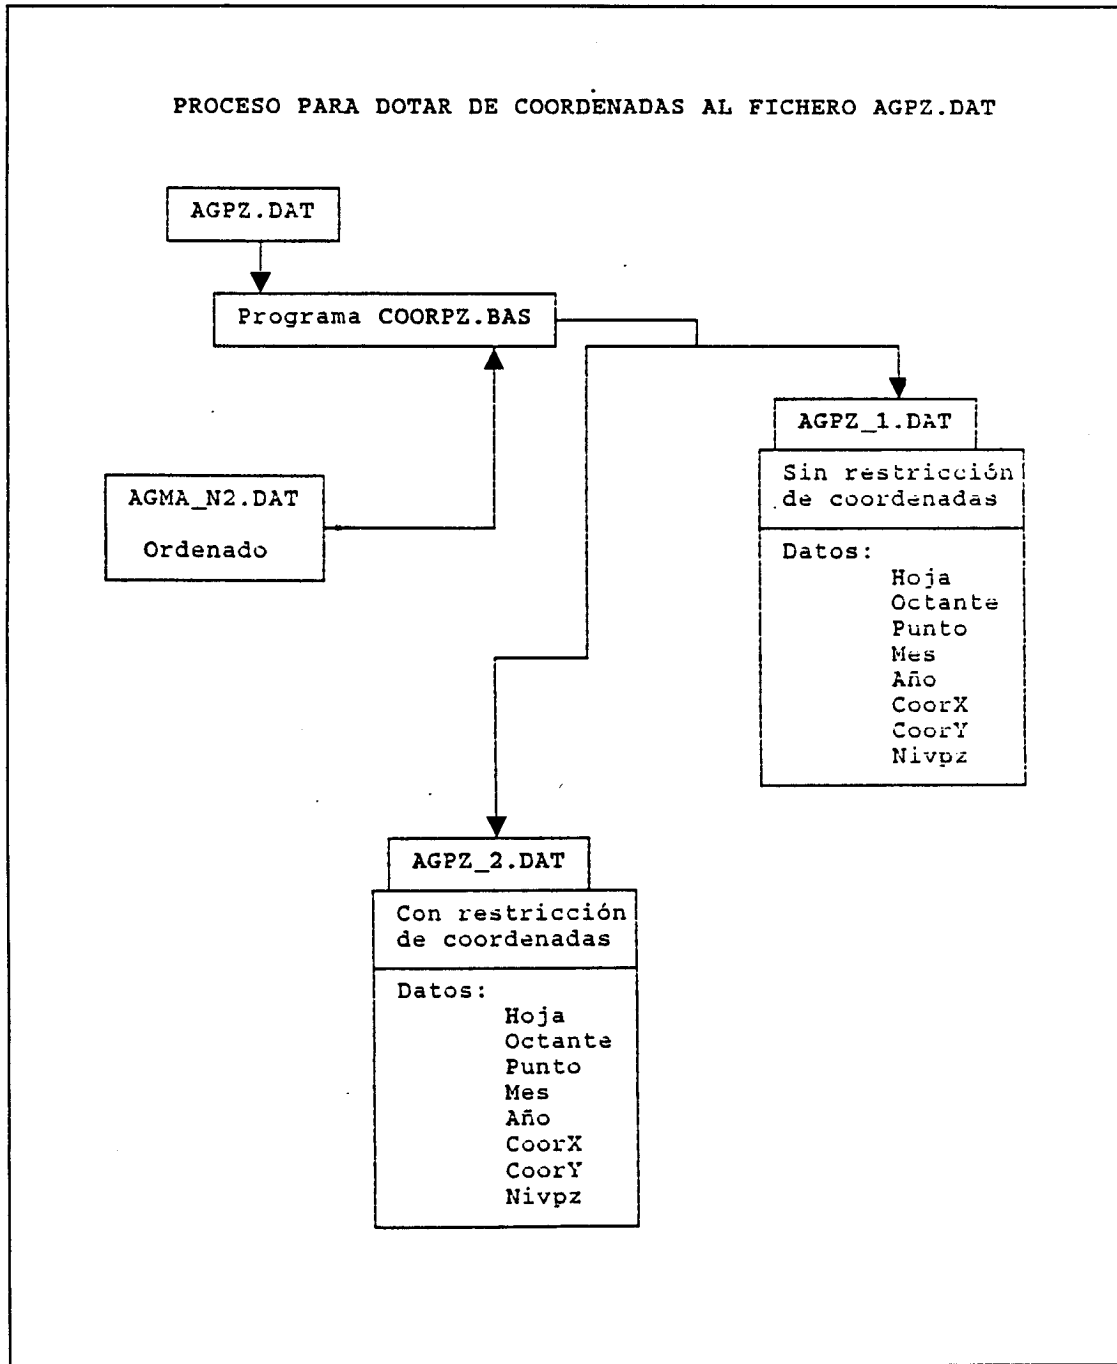 PROCESO PARA DOTAR DE COORDENADAS AL FICHERO AGPZ.DAT
AGPZ.DAT
Programa COORPZ.BAS
AGMA_N2.DAT
Ordenado
AGPZ_1.DAT
Sin restricción
de coordenadas
Datos:
Hoja
Octante
Punto
Mes
Año
CoorX
CoorY
Nivpz
AGPZ_2.DAT
Con restricción
de coordenadas
Datos:
Hoja
Octante
Punto
Mes
Año
CoorX
CoorY
Nivpz